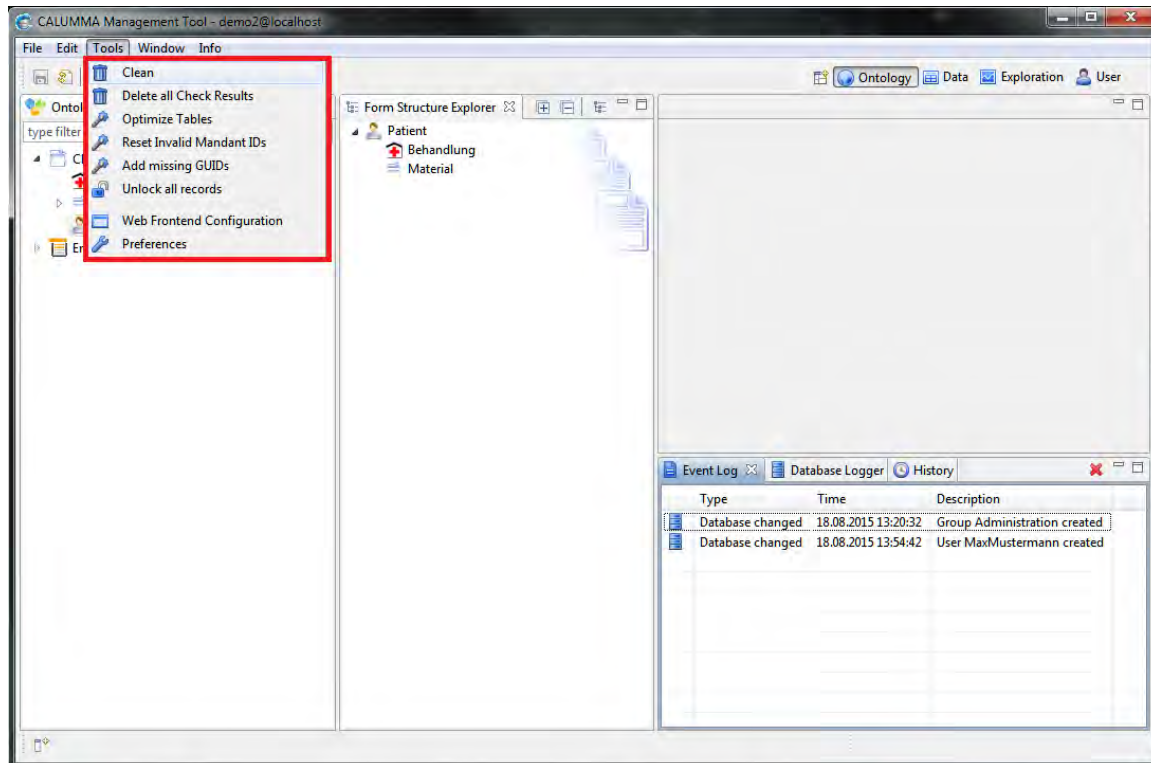 CALUMMA Management Tool - demo2@localhost
File Edit Tools Window Info
Clean
Delete all Check Results
Optimize Tables
Reset Invalid Mandant IDs
Add missing GUIDs
Unlock all records
Web Frontend Configuration
Preferences
Ontology Data Exploration User
Ontol
type filter
Cl
Er
Form Structure Explorer
Patient
Behandlung
Material
Event Log Database Logger History
Type Time Description
Database changed 18.08.2015 13:20:32 Group Administration created
Database changed 18.08.2015 13:54:42 User MaxMustermann created